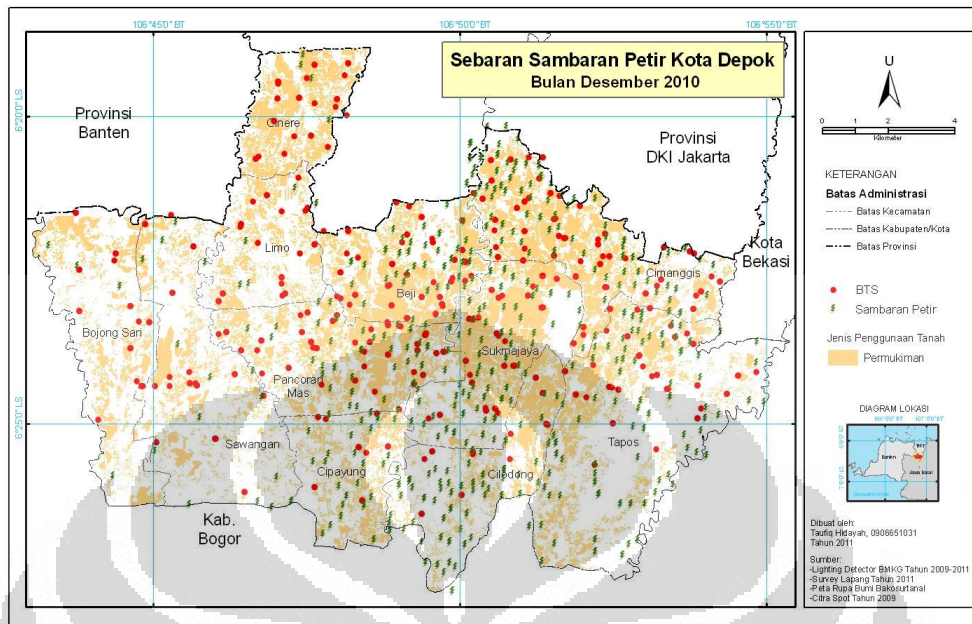 106°45'0"BT
106°50'0"BT
106°55'0"BT
Sebaran Sambaran Petir Kota Depok
Bulan Desember 2010
Provinsi
Banten
Provinsi
DKI Jakarta
Kota
Bekasi
Kab.
Bogor
6°20'0"LS
6°25'0"LS
Cinere
Limo
Beji
Cimanggis
Bojong Sari
Sukmajaya
Pancoran
Mas
Sawangan
Cipayung
Cilodong
Tapos
U
0 1 2 4
Kilometer
KETERANGAN
Batas Administrasi
Batas Kecamatan
Batas Kabupaten/Kota
Batas Provinsi
BTS
Sambaran Petir
Jenis Penggunaan Tanah
Permukiman
DIAGRAM LOKASI
Banten
Jawa Barat
Dibuat oleh:
Taufiq Hidayah, 0906651031
Tahun 2011
Sumber:
-Lighting Detector BMKG Tahun 2009-2011
-Survey Lapang Tahun 2011
-Peta Rupa Bumi Bakosurtanal
-Citra Spot Tahun 2009